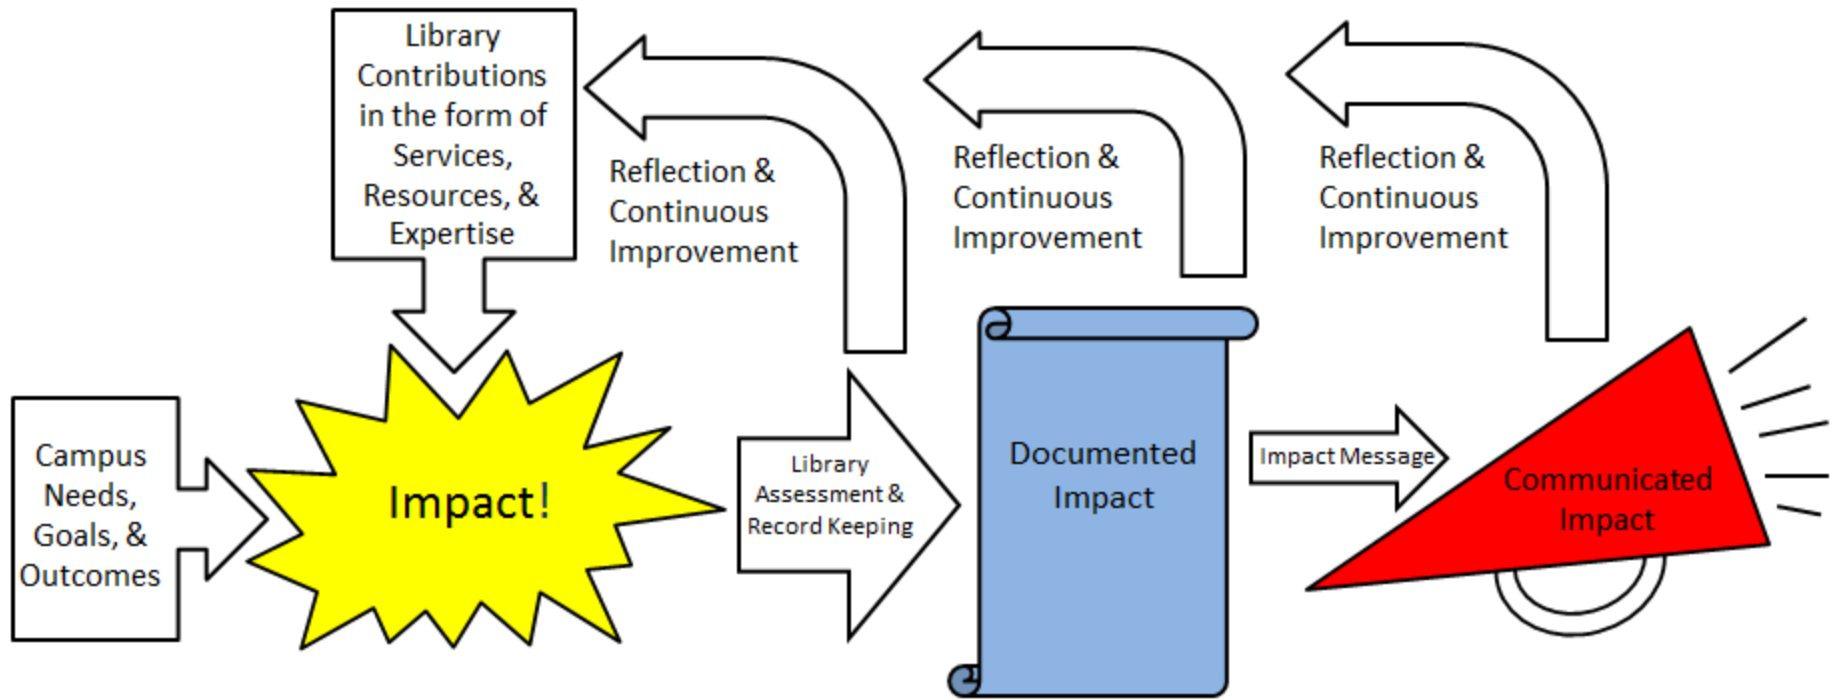 Library
Contributions
in the form of
Services,
Resources, &
Expertise
Reflection &
Continuous
Improvement
Reflection &
Continuous
Improvement
Reflection &
Continuous
Improvement
Campus
Needs,
Goals, &
Outcomes
Impact!
Library
Assessment &
Record Keeping
Documented
Impact
Impact Message
Communicated
Impact